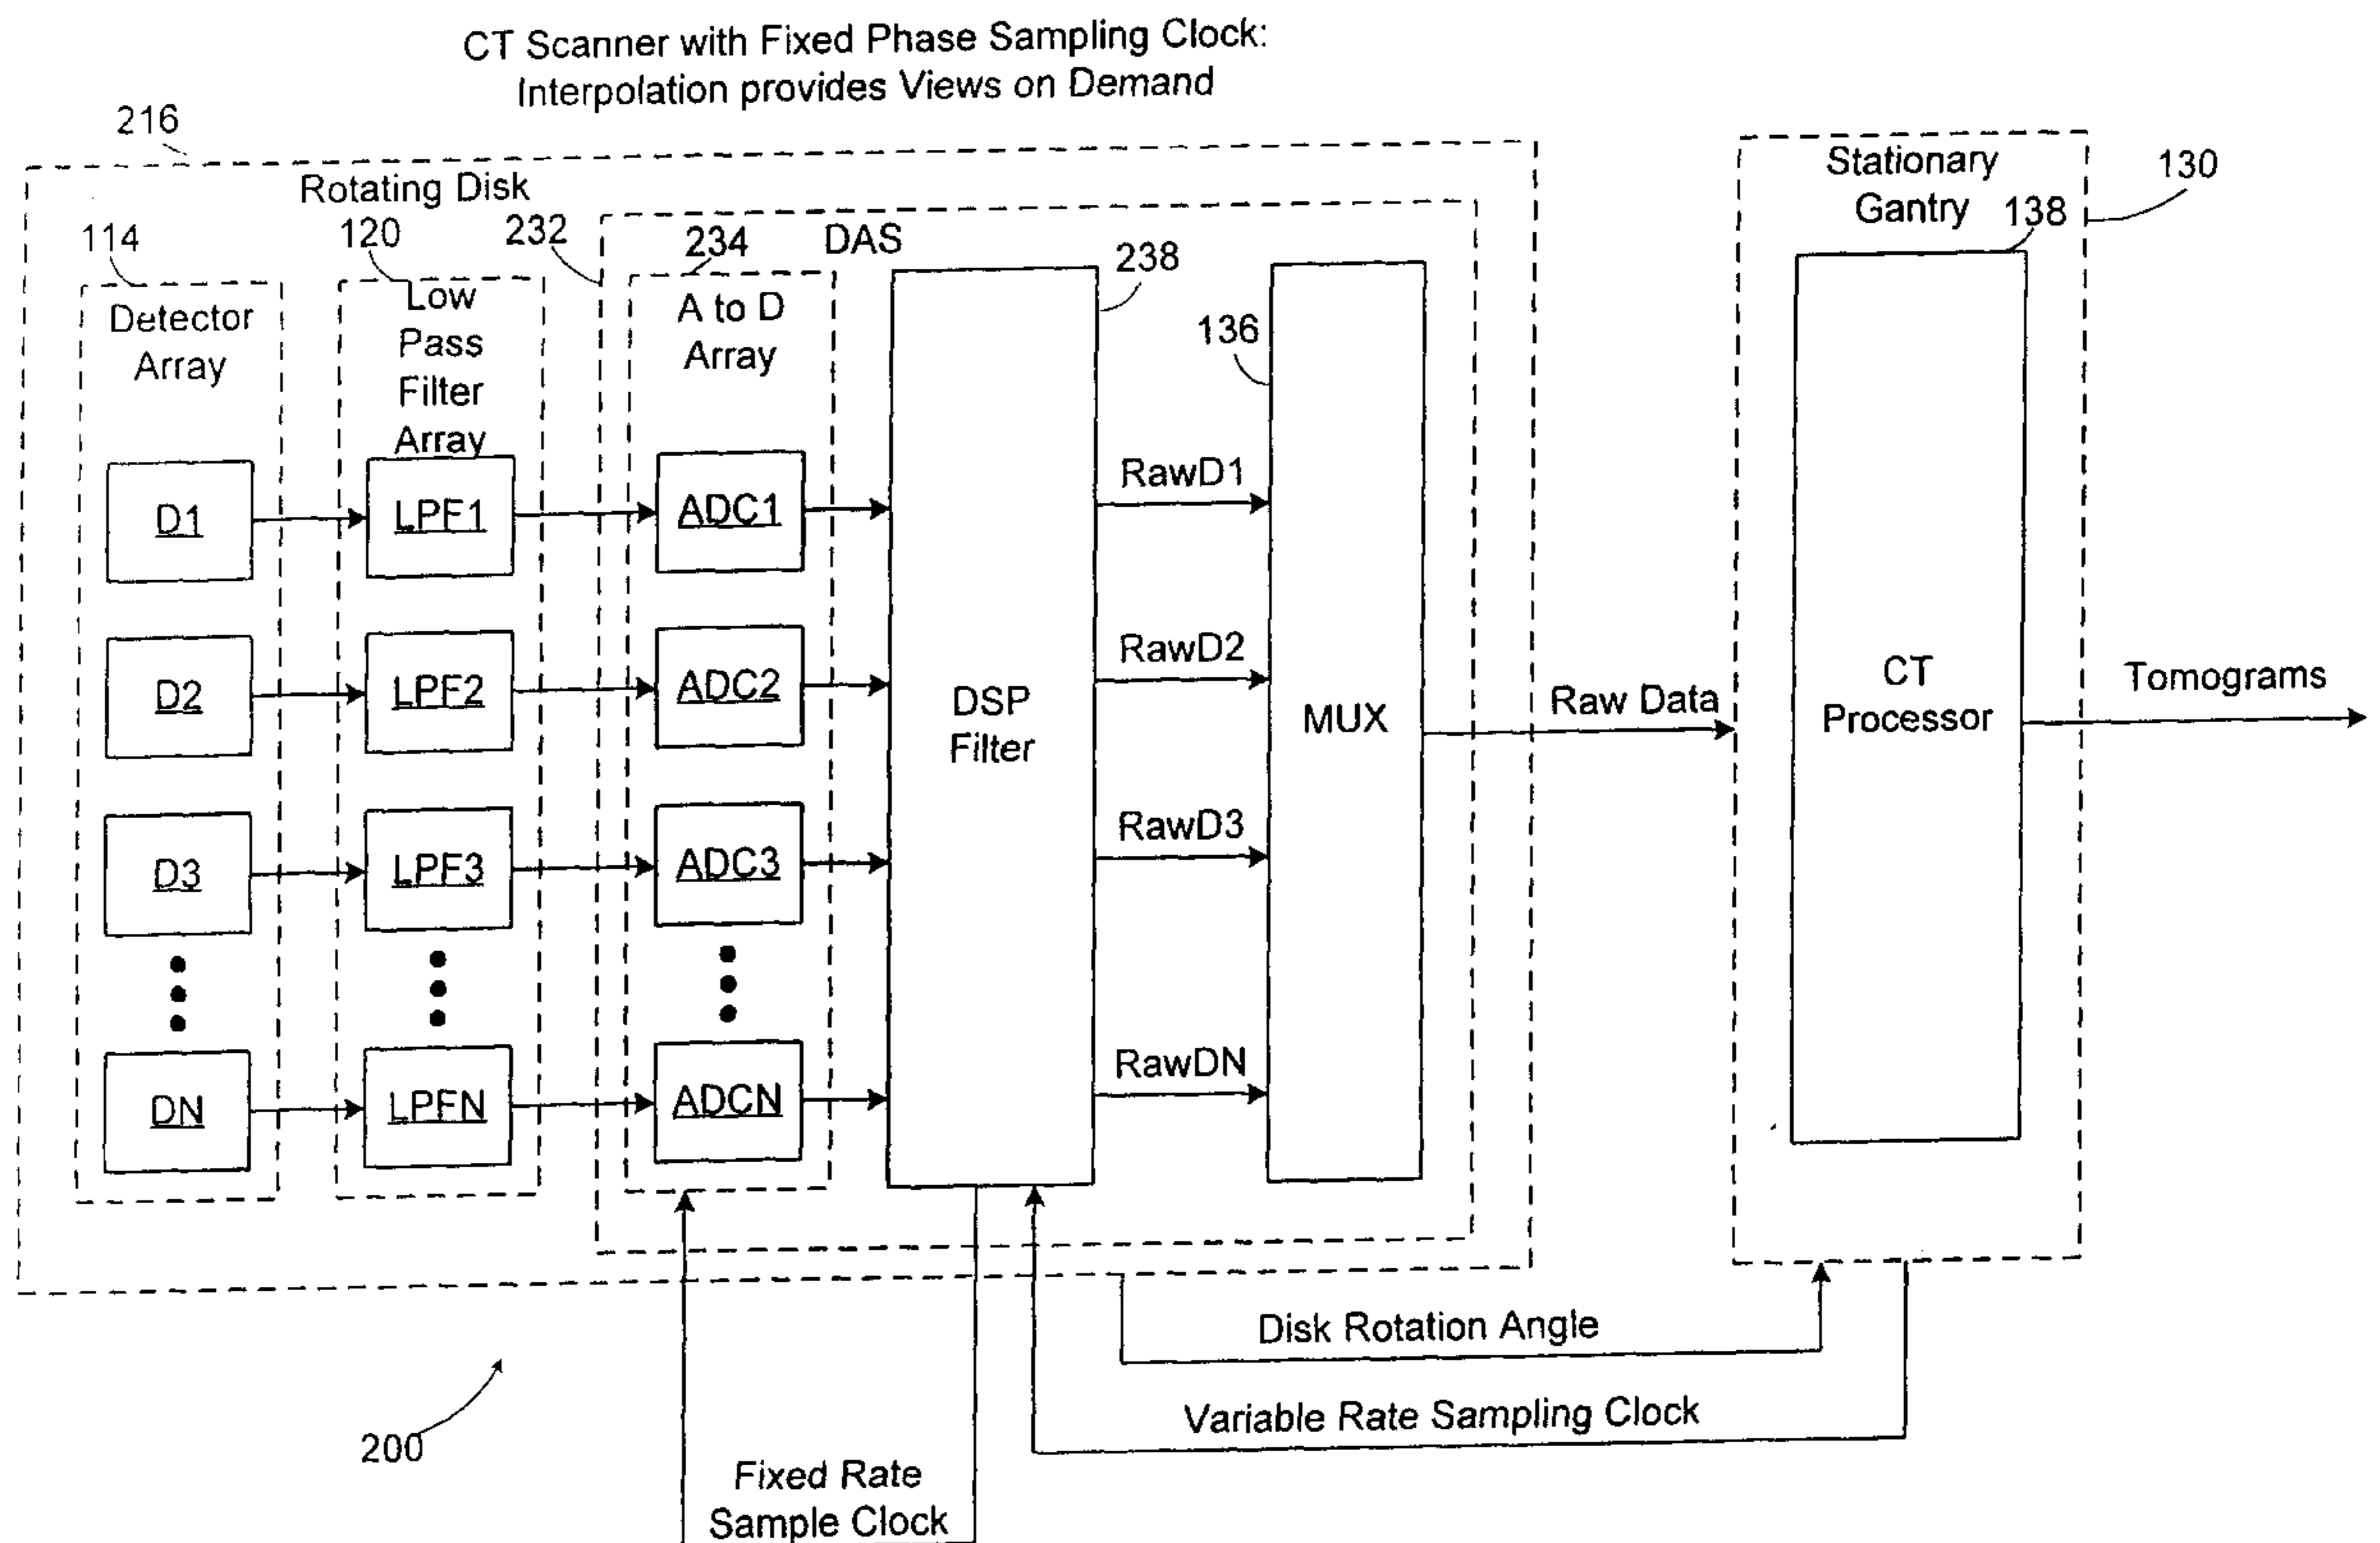 CT Scanner with Fixed Phase Sampling Clock:
Interpolation provides Views on Demand
216
Rotating Disk
114
120
232
234
DAS
238
136
Stationary
Gantry
138
130
Detector
Array
Low
Pass
Filter
Array
A to D
Array
D1
LPF1
ADC1
RawD1
D2
LPF2
ADC2
RawD2
D3
LPF3
ADC3
RawD3
DN
LPFN
ADCN
RawDN
DSP
Filter
MUX
Raw Data
CT
Processor
Tomograms
Disk Rotation Angle
Variable Rate Sampling Clock
200
Fixed Rate
Sample Clock